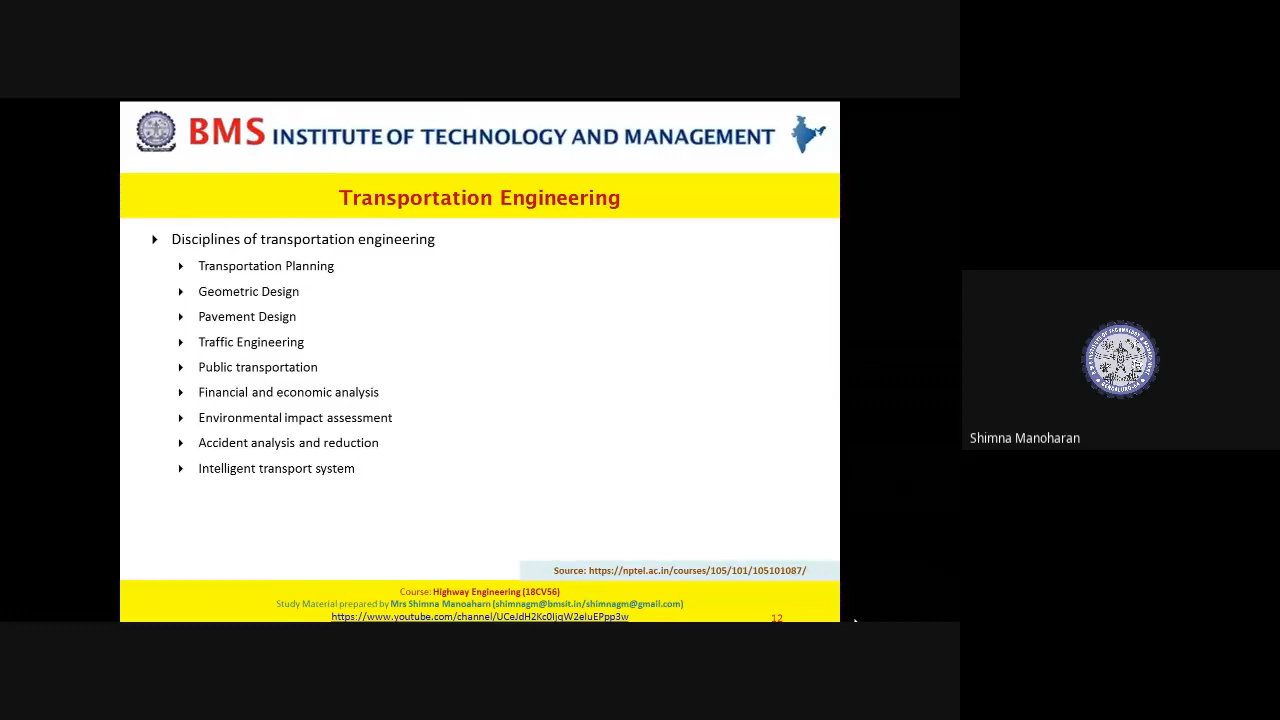 BMS INSTITUTE OF TECHNOLOGY AND MANAGEMENT
Transportation Engineering
Disciplines of transportation engineering
Transportation Planning
Geometric Design
Pavement Design
Traffic Engineering
Public transportation
Financial and economic analysis
Environmental impact assessment
Accident analysis and reduction
Intelligent transport system
Source: https://nptel.ac.in/courses/105/101/105101087/
Course: Highway Engineering (18CV56)
Study Material prepared by Mrs Shimna Manoaharn (shimnagm@bmsit.in/shimnagm@gmail.com)
https://www.youtube.com/channel/
12
Shimna Manoharan